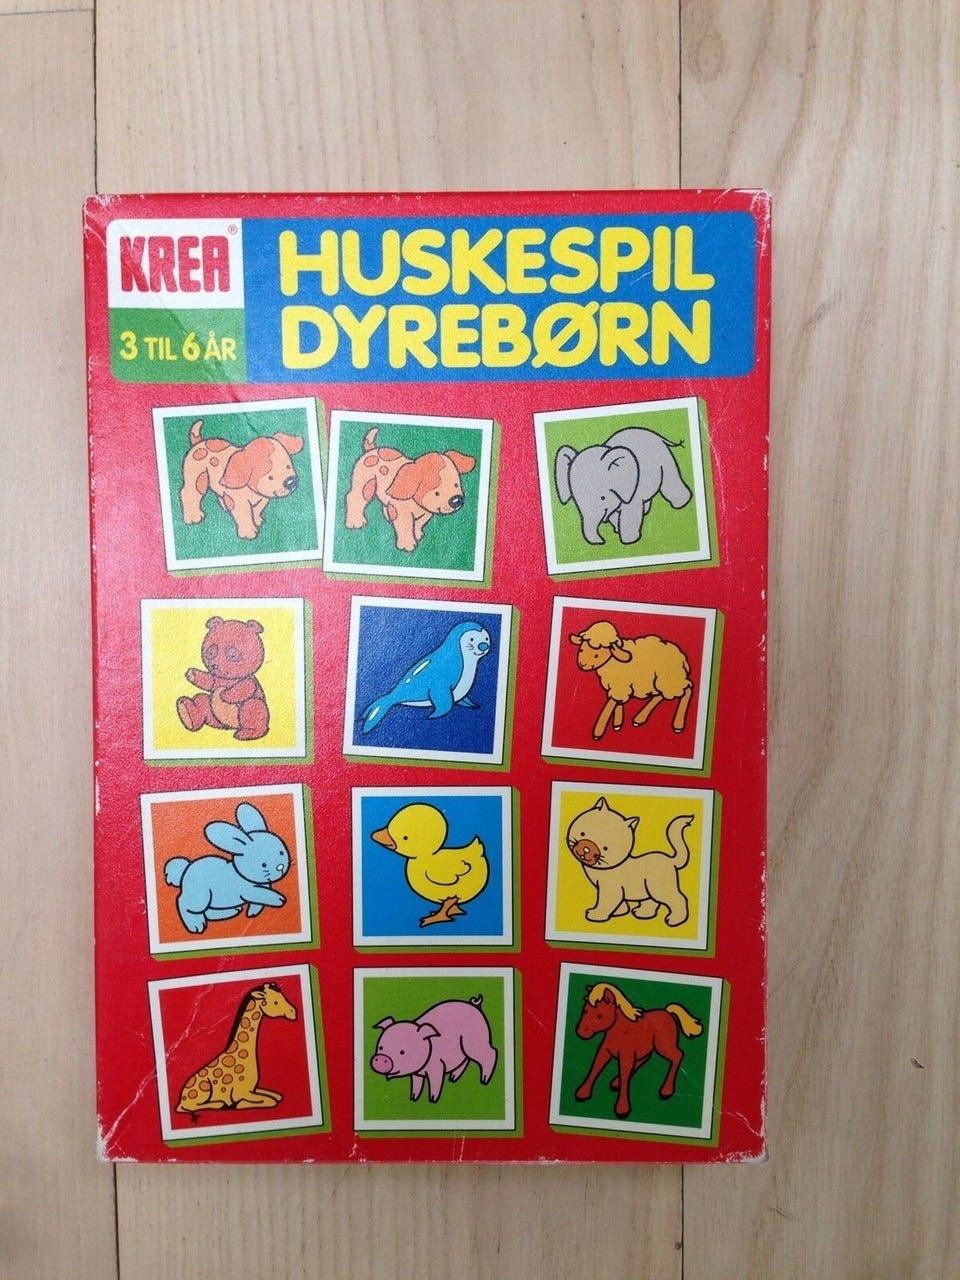 KREA®
3 TIL 6 ÅR
HUSKESPIL
DYREBØRN